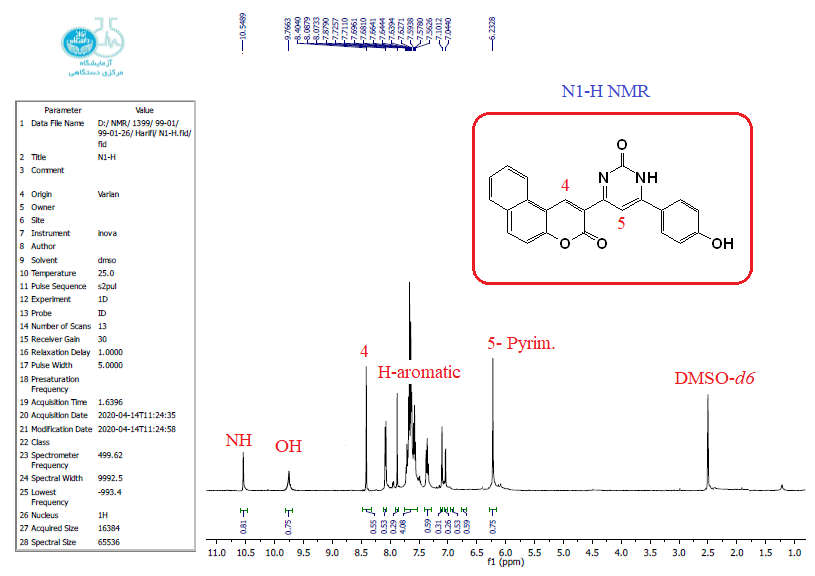 10.5489
9.7663
8.4040
8.0879
8.0733
7.8790
7.7257
7.7110
7.6961
7.6810
7.6641
7.6444
7.6394
7.6271
7.5938
7.5780
7.5626
7.1012
7.0440
6.2328
آزمایشگاه
مرکزی دستگاهی
N1-H NMR
Parameter Value
1 Data File Name D:/ NMR/ 1399/ 99-01/
99-01-26/ Harifi/ N1-H.fid/
fid
2 Title N1-H
3 Comment
4 Origin Varian
5 Owner
6 Site
7 Instrument inova
8 Author
9 Solvent dmso
10 Temperature 25.0
11 Pulse Sequence s2pul
12 Experiment 1D
13 Probe ID
14 Number of Scans 13
15 Receiver Gain 30
16 Relaxation Delay 1.0000
17 Pulse Width 5.0000
18 Presaturation
Frequency
19 Acquisition Time 1.6396
20 Acquisition Date 2020-04-14T11:24:35
21 Modification Date 2020-04-14T11:24:58
22 Class
23 Spectrometer 499.62
Frequency
24 Spectral Width 9992.5
25 Lowest -993.4
Frequency
26 Nucleus 1H
27 Acquired Size 16384
28 Spectral Size 65536
O
N NH
4
5
O O
OH
NH
OH
4
H-aromatic
5- Pyrim.
DMSO-d6
0.81
0.75
0.55
0.53
0.29
4.08
0.59
0.31
0.26
0.53
0.59
0.75
11.0 10.5 10.0 9.5 9.0 8.5 8.0 7.5 7.0 6.5 6.0 5.5 5.0 4.5 4.0 3.5 3.0 2.5 2.0 1.5 1.0
f1 (ppm)